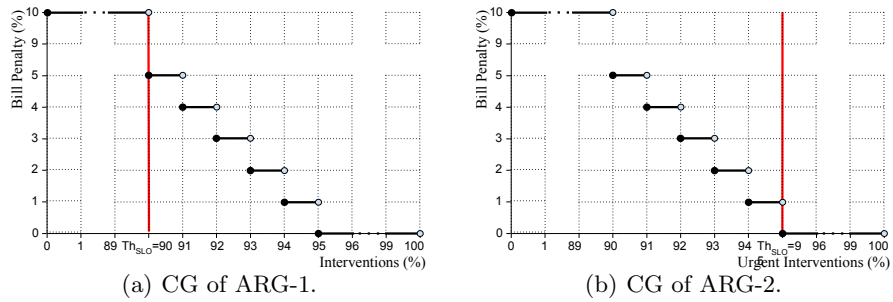 Bill Penalty (%)
10
9
5
4
3
2
1
0
0 1 89 Th_SLO=90 91 92 93 94 95 96 99 100
Interventions (%)
(a) CG of ARG-1.
Bill Penalty (%)
10
9
5
4
3
2
1
0
0 1 89 90 91 92 93 94 Th_SLO=9 96 99 100
5
Urgent Interventions (%)
(b) CG of ARG-2.